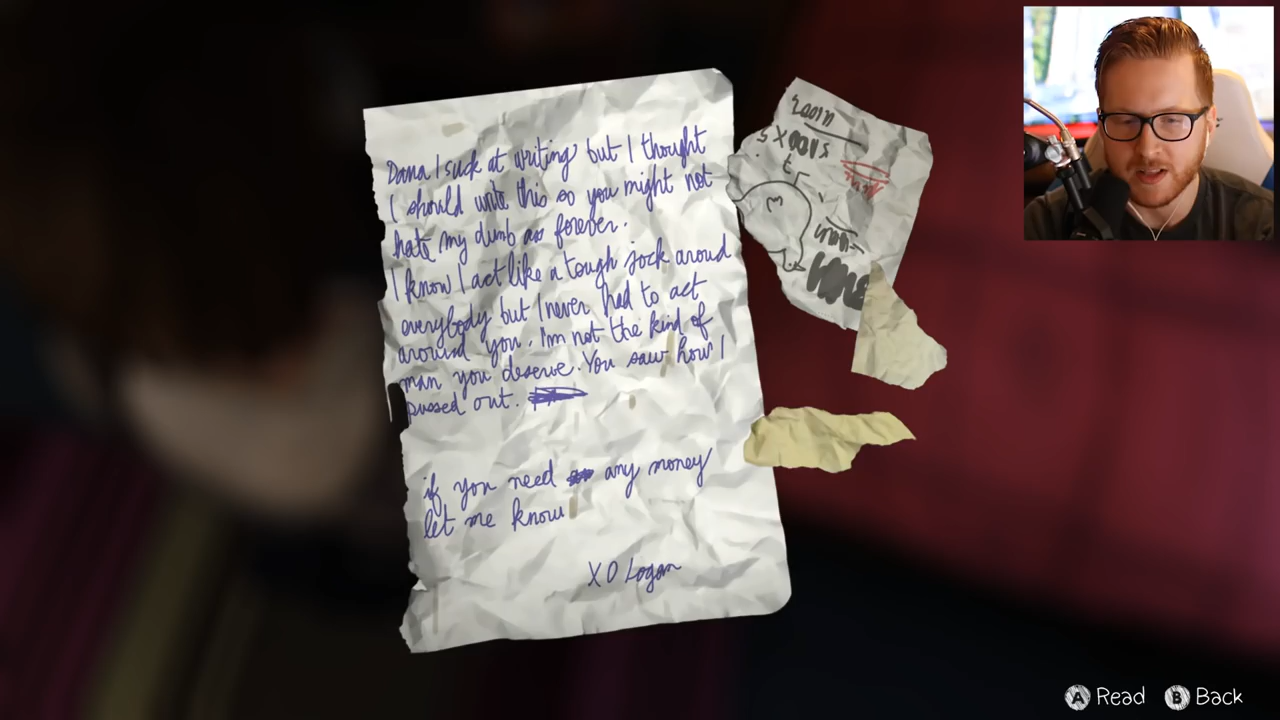 Dana I suck at writing but I thought
I should write this so you might not
hate my dumb ass forever.
I know I act like a tough jock aroud
everybody but I never had to act
around you. I'm not the kind of
man you deserve. You saw how I
pussed out.
if you need any money
let me know
XO Logan
A Read B Back